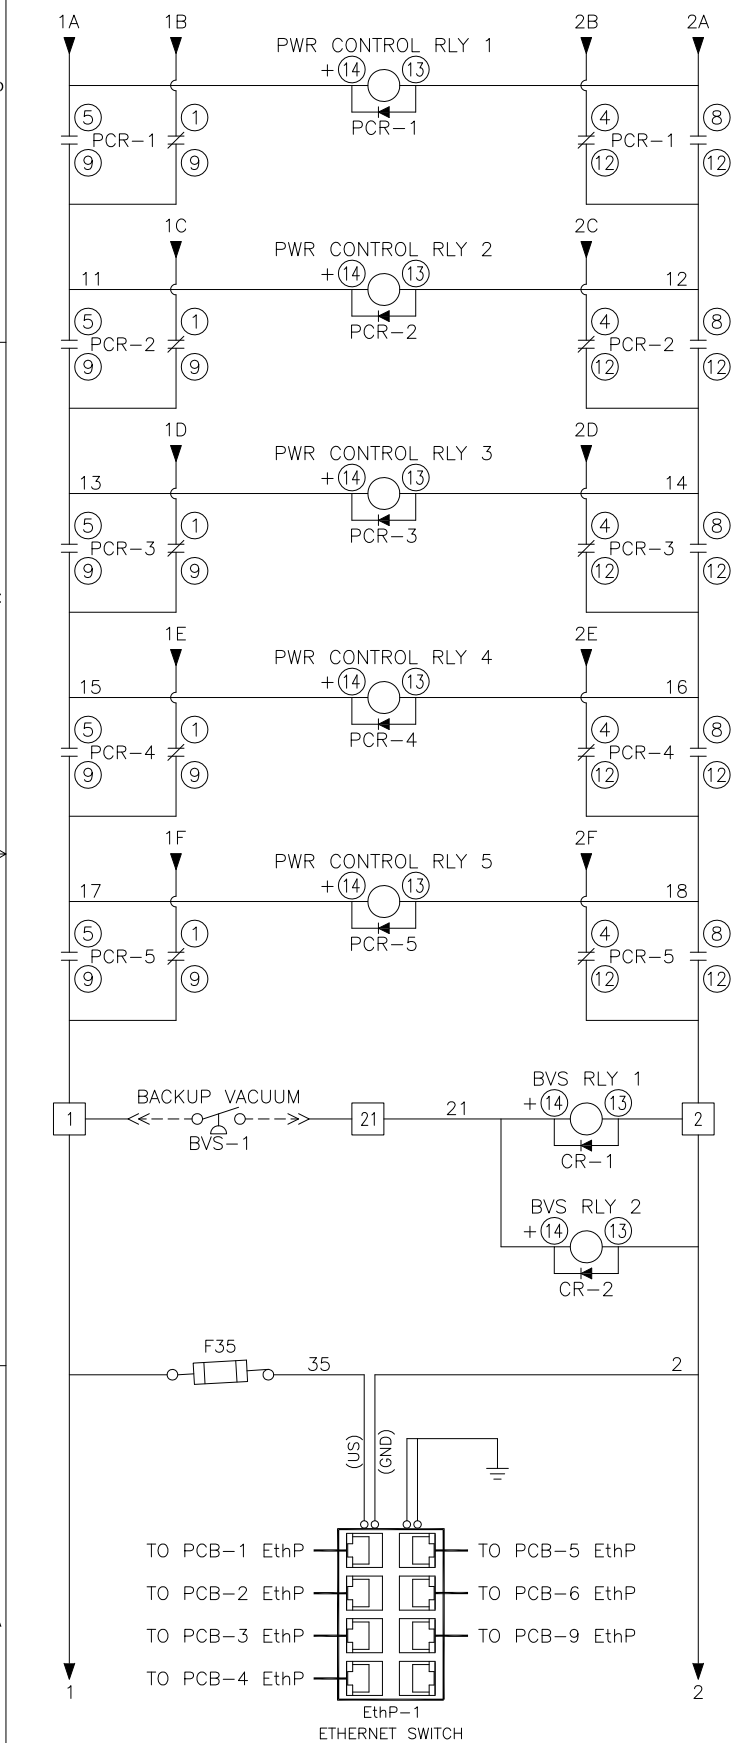 1A 1B 2B 2A
PWR CONTROL RLY 1
+ 14 13
PCR-1
5 1 4 8
PCR-1 PCR-1
9 9 12 12
1C 2C
PWR CONTROL RLY 2
11 + 14 13 12
PCR-2
5 1 4 8
PCR-2 PCR-2
9 9 12 12
1D 2D
PWR CONTROL RLY 3
13 + 14 13 14
PCR-3
5 1 4 8
PCR-3 PCR-3
9 9 12 12
1E 2E
PWR CONTROL RLY 4
15 + 14 13 16
PCR-4
5 1 4 8
PCR-4 PCR-4
9 9 12 12
1F 2F
PWR CONTROL RLY 5
17 + 14 13 18
PCR-5
5 1 4 8
PCR-5 PCR-5
9 9 12 12
BACKUP VACUUM BVS RLY 1
+ 14 13
1 21 21 2
BVS-1 CR-1
BVS RLY 2
+ 14 13
CR-2
F35
35 2
(US) (GND)
TO PCB-1 EthP TO PCB-5 EthP
TO PCB-2 EthP TO PCB-6 EthP
TO PCB-3 EthP TO PCB-9 EthP
TO PCB-4 EthP
1 2
EthP-1
ETHERNET SWITCH